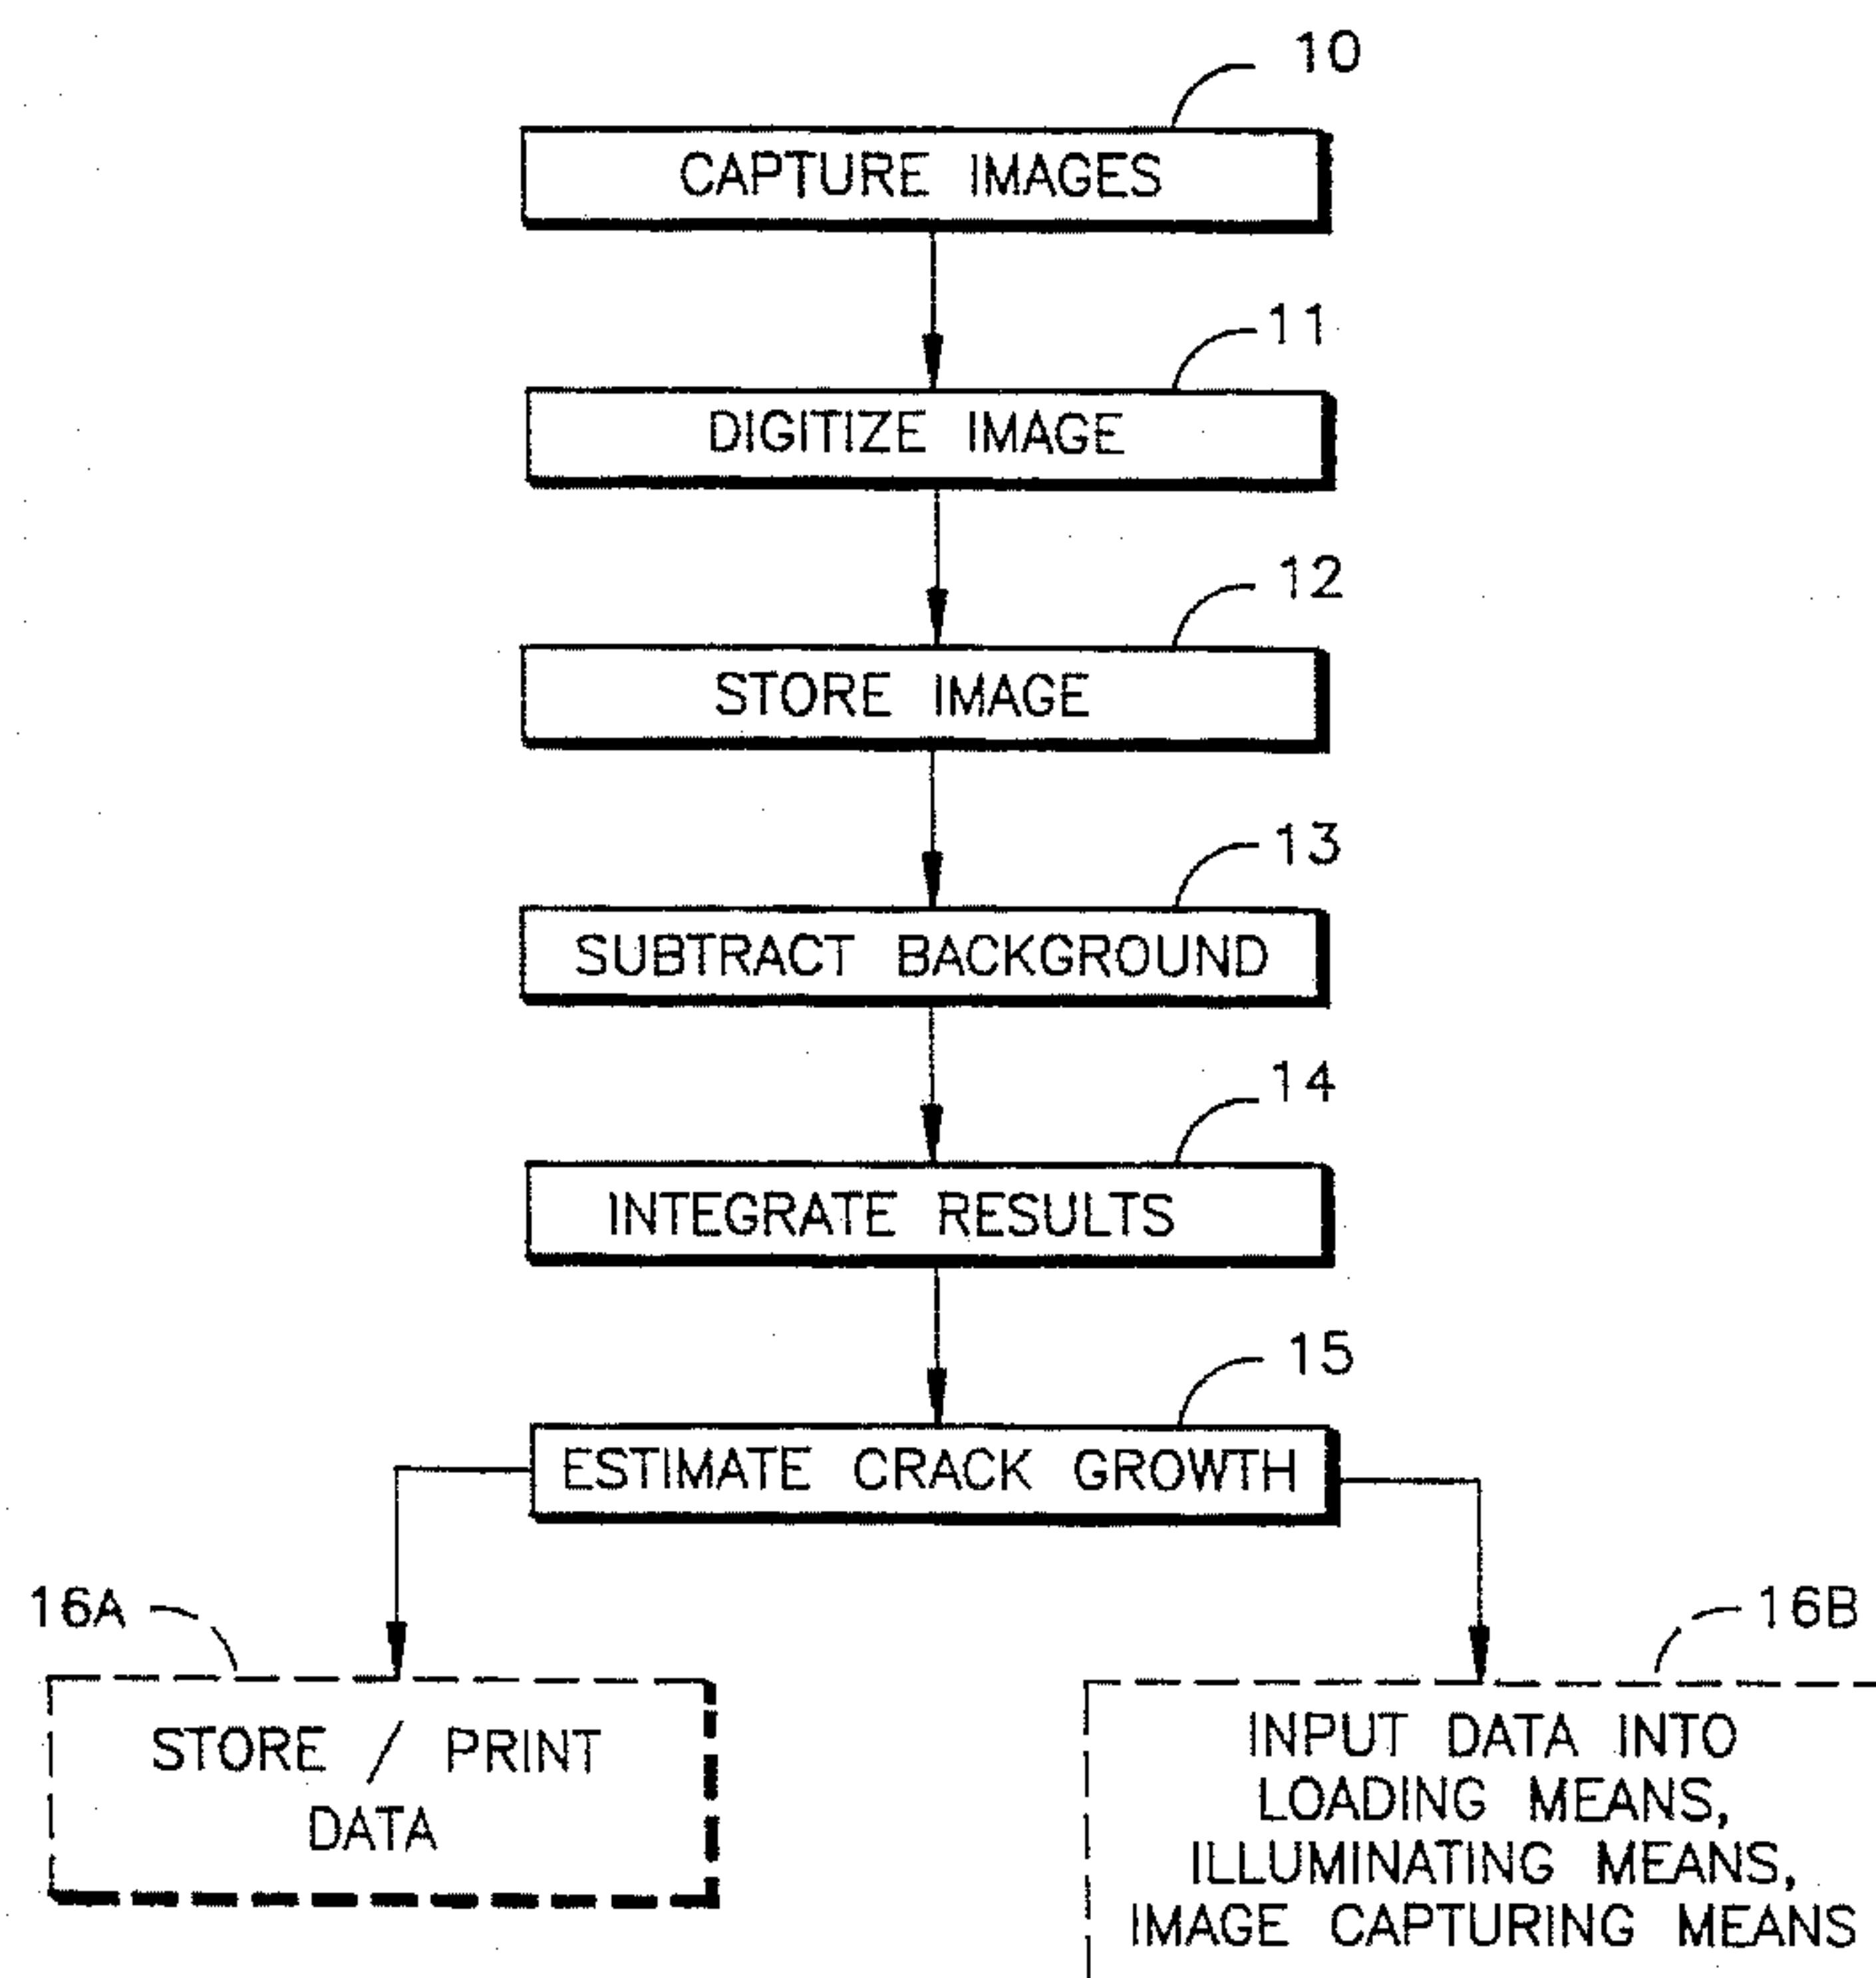 10
CAPTURE IMAGES
11
DIGITIZE IMAGE
12
STORE IMAGE
13
SUBTRACT BACKGROUND
14
INTEGRATE RESULTS
15
ESTIMATE CRACK GROWTH
16A
STORE / PRINT
DATA
16B
INPUT DATA INTO
LOADING MEANS,
ILLUMINATING MEANS,
IMAGE CAPTURING MEANS